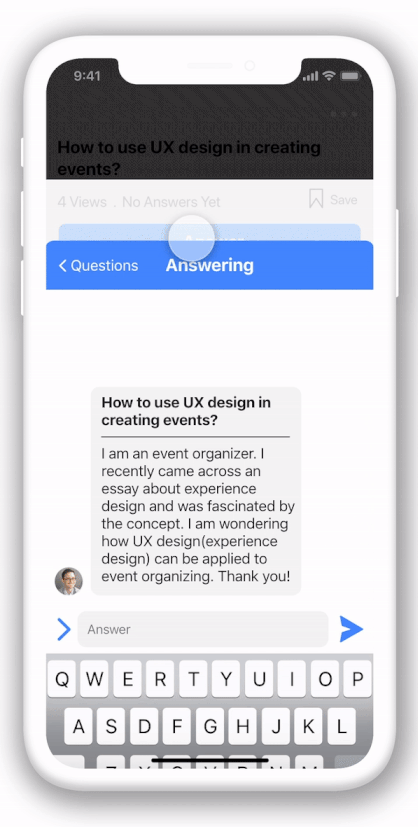 9:41
How to use UX design in creating
events?
4 Views . No Answers Yet
Save
Questions
Answering
How to use UX design in
creating events?
I am an event organizer. I
recently came across an
essay about experience
design and was fascinated by
the concept. I am wondering
how UX design(experience
design) can be applied to
event organizing. Thank you!
Answer
Q W E R T Y U I O P
A S D F G H J K L
Z X C V B N M